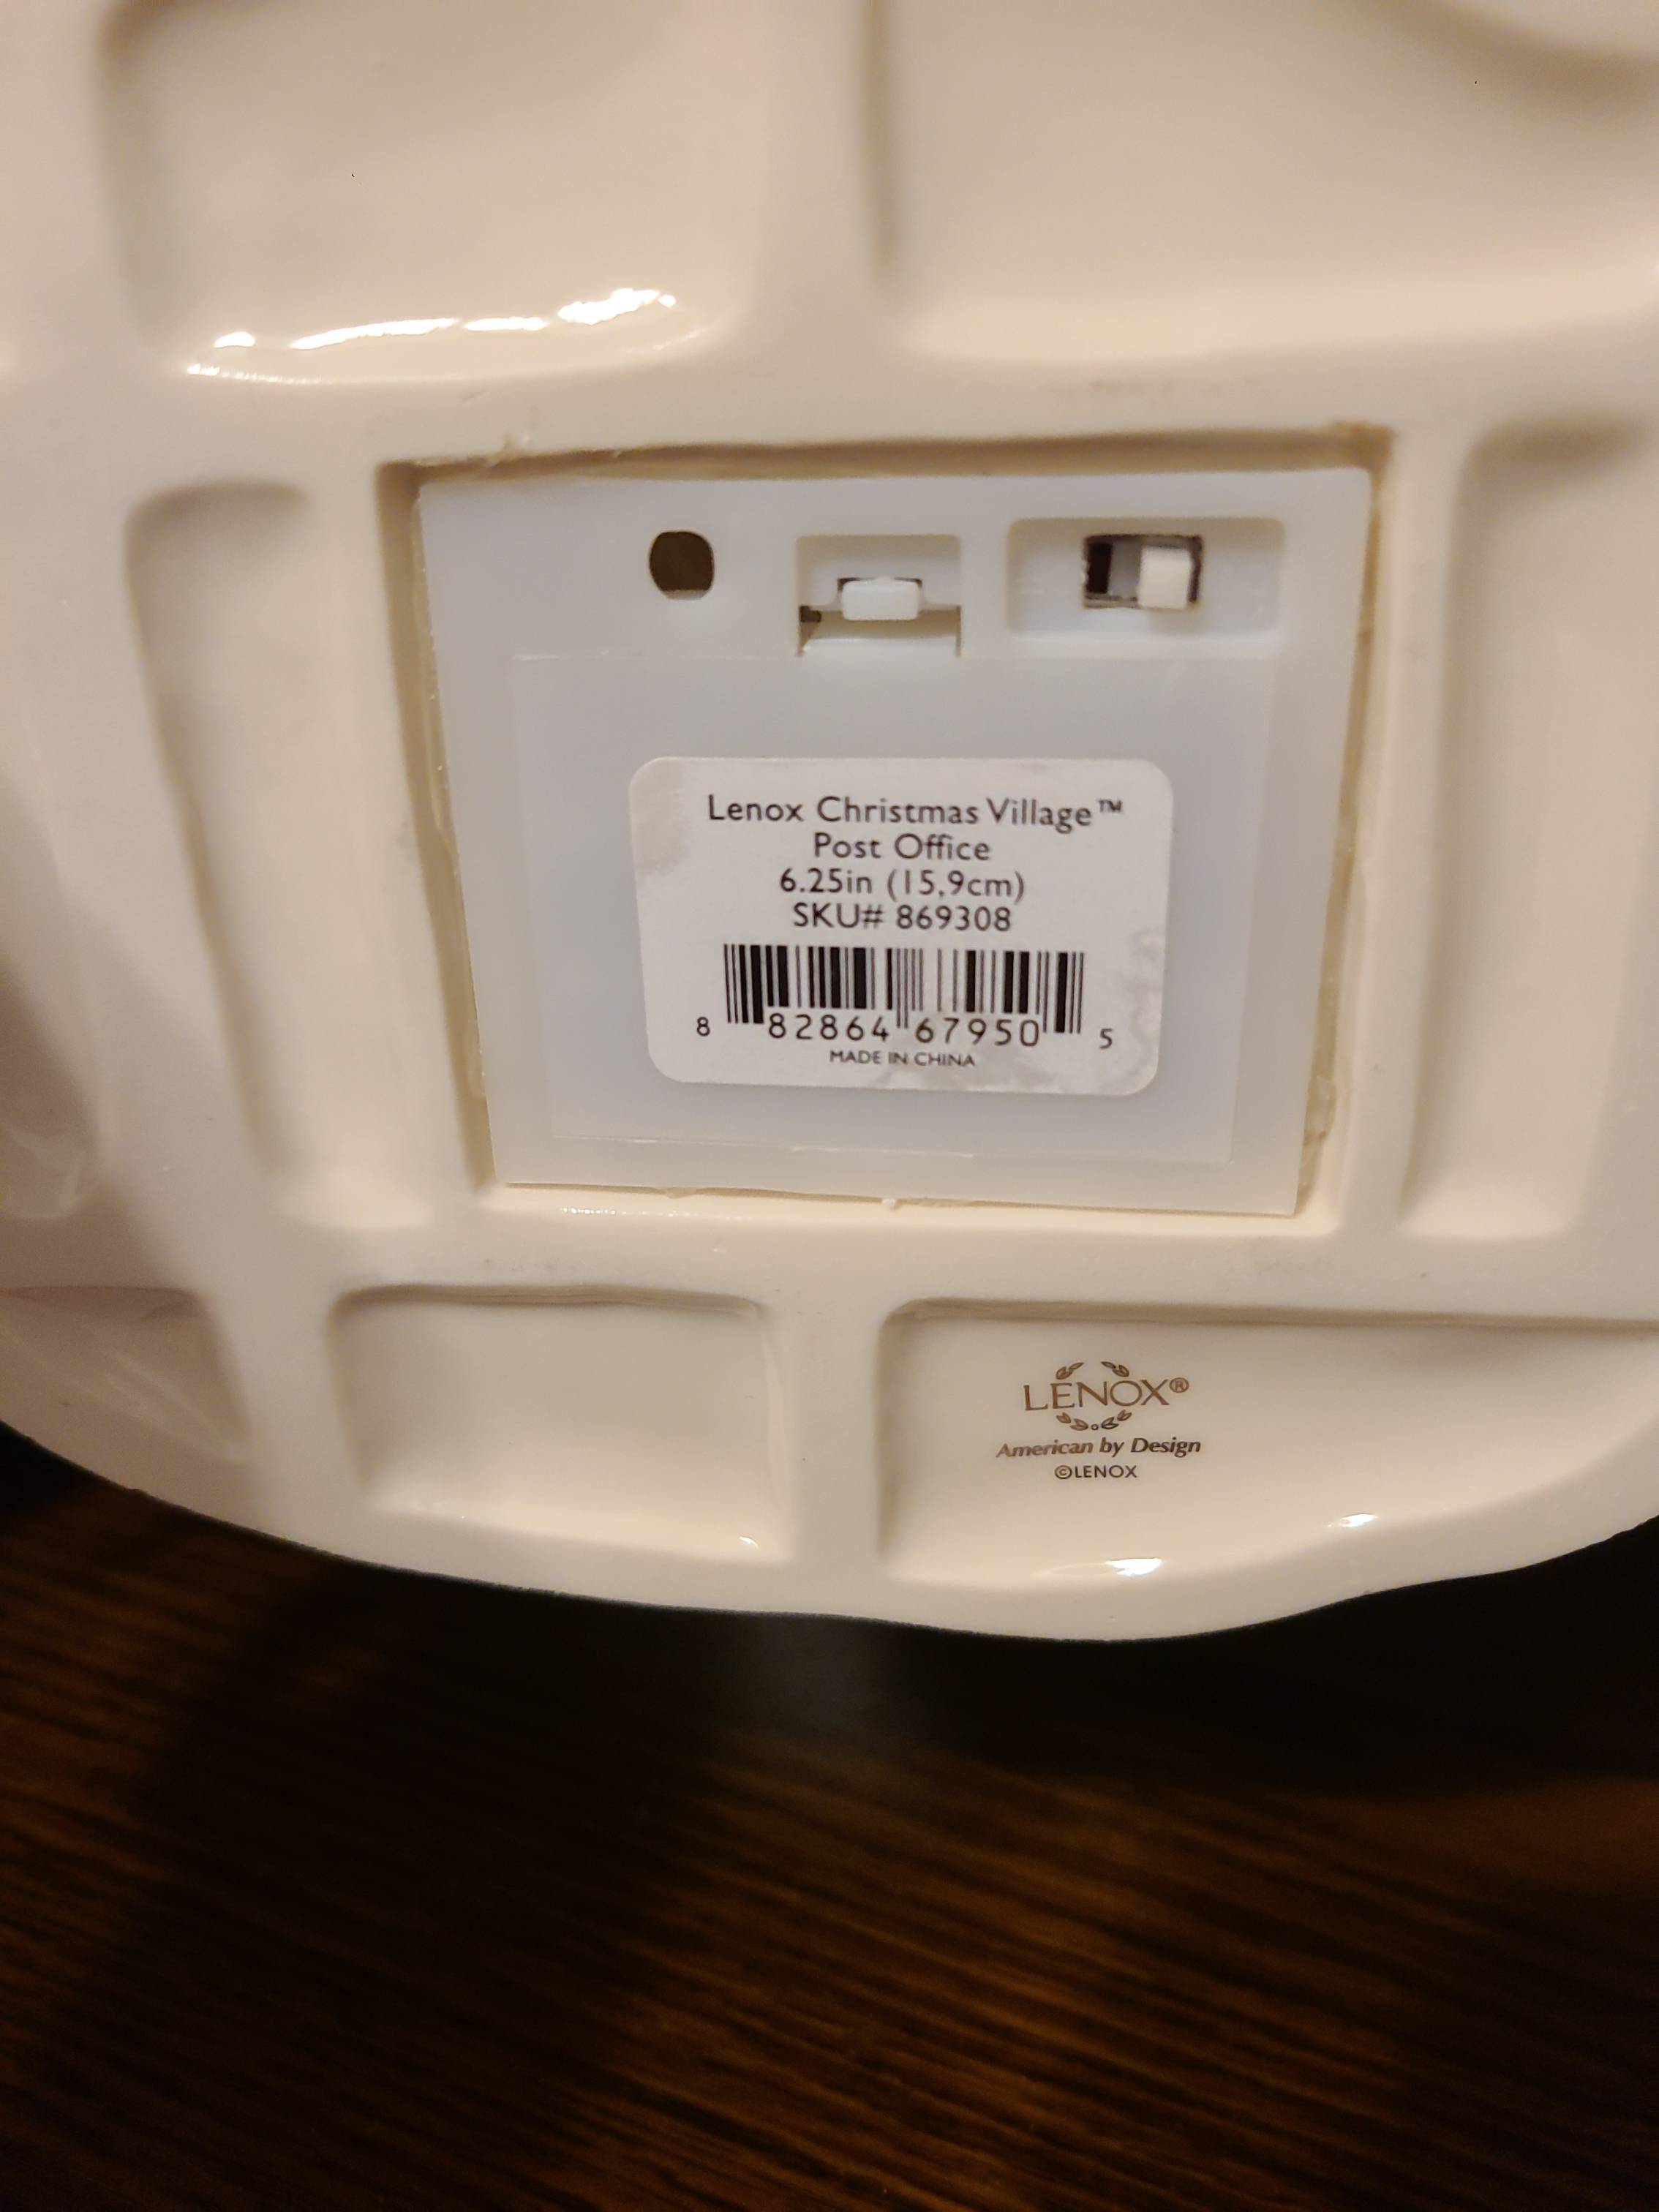 Lenox Christmas Village™
Post Office
6.25in (15,9cm)
SKU# 869308
8 82864 67950 5
MADE IN CHINA
LENOX®
American by Design
©LENOX